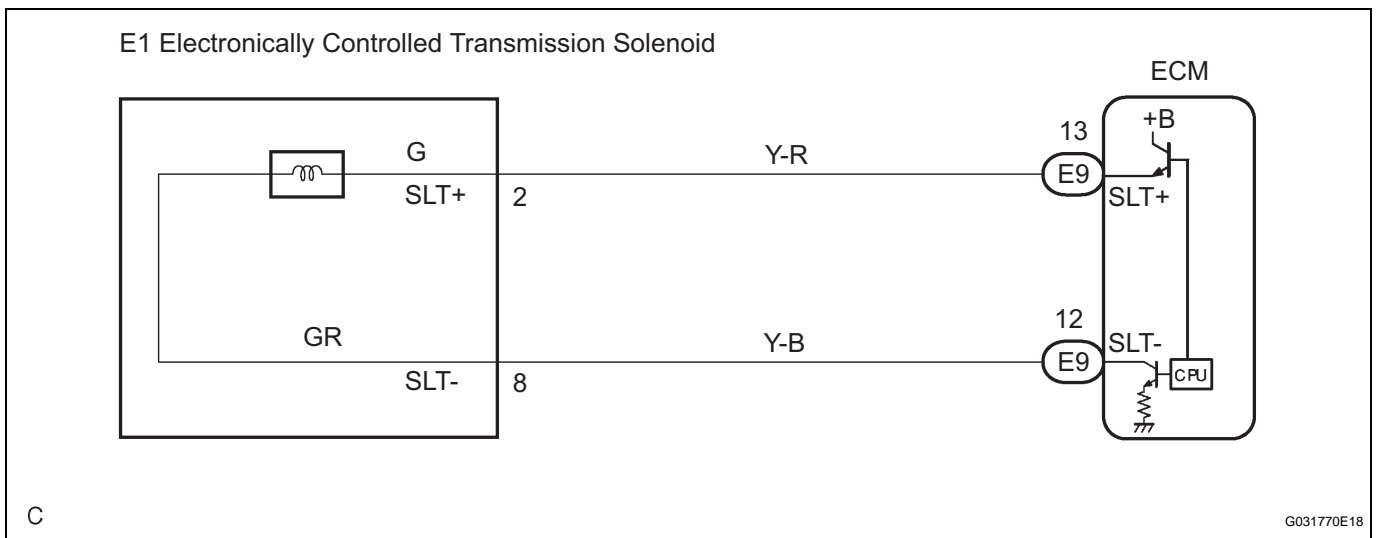 E1 Electronically Controlled Transmission Solenoid
ECM
+B
13
G
Y-R
E9
SLT+
2
SLT+
12
GR
Y-B
SLT-
E9
CPU
SLT-
8
C
G031770E18